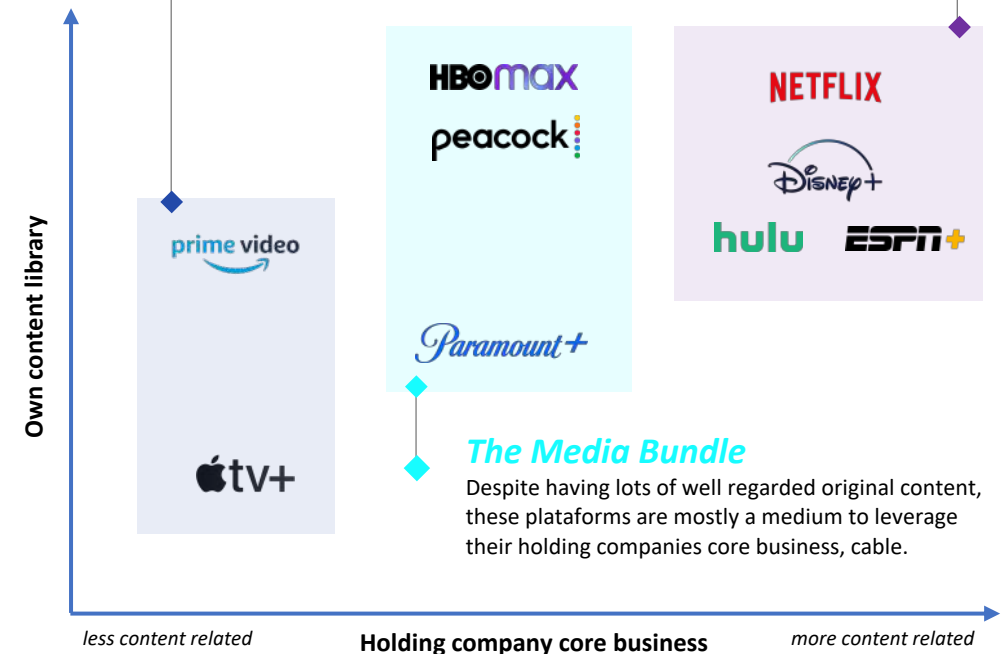 HBO max
NETFLIX
peacock
Disney+
prime video
hulu
ESPN+
Paramount+
tv+
Own content library
The Media Bundle
Despite having lots of well regarded original content,
these plataforms are mostly a medium to leverage
their holding companies core business, cable.
less content related
Holding company core business
more content related